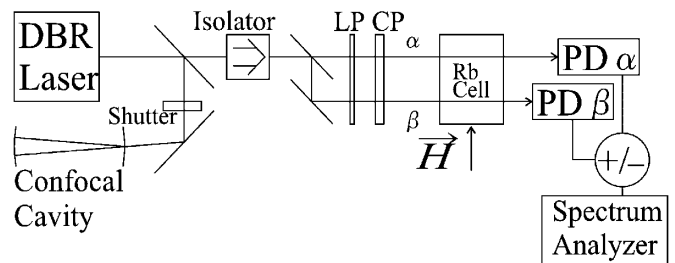 DBR
Laser
Isolator
LP CP
α
β
Rb
Cell
PD α
PD β
Shutter
H
+/−
Confocal
Cavity
Spectrum
Analyzer